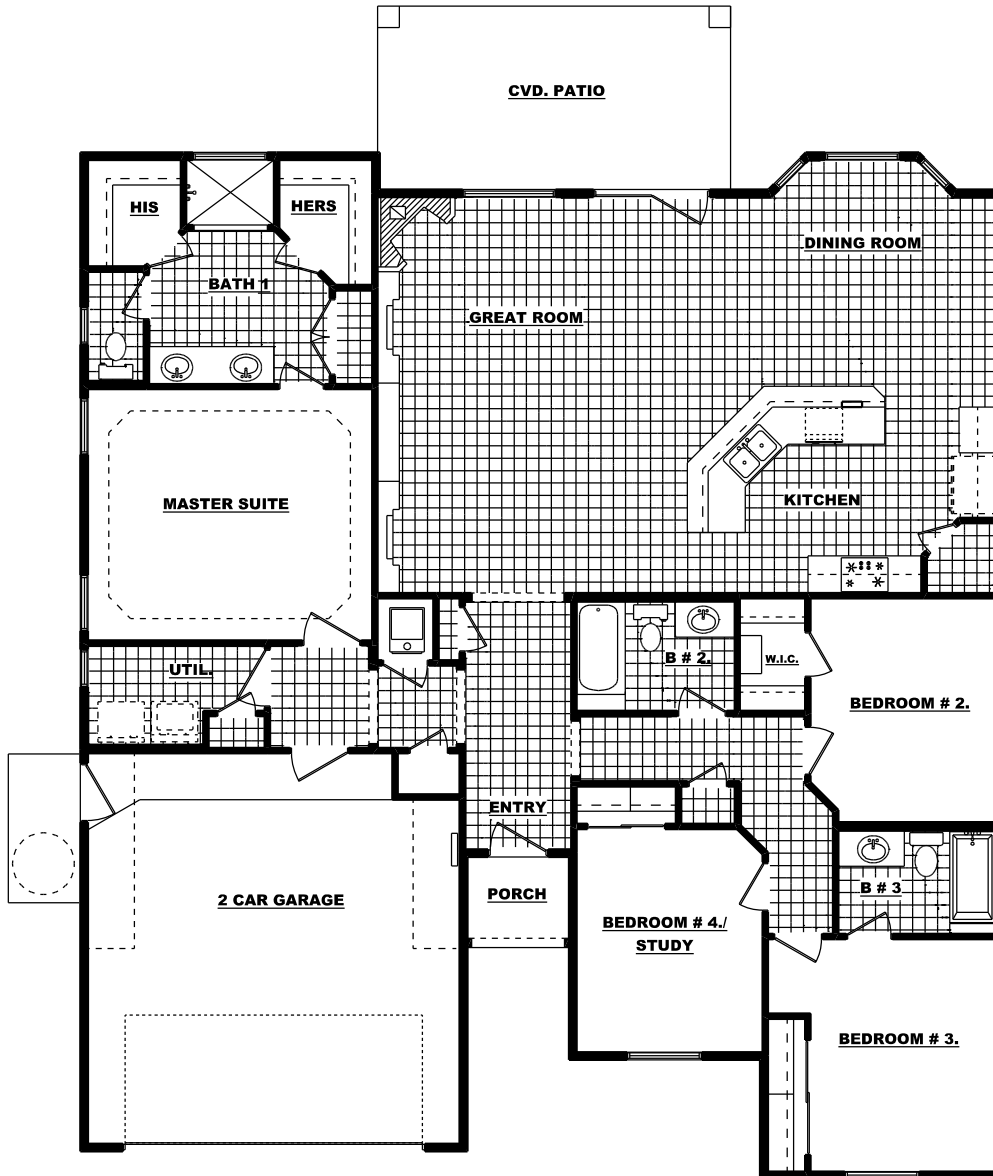 CVD. PATIO
HIS
HERS
DINING ROOM
BATH 1
GREAT ROOM
MASTER SUITE
KITCHEN
UTIL.
B # 2.
W.I.C.
BEDROOM # 2.
ENTRY
2 CAR GARAGE
PORCH
B # 3
BEDROOM # 4./
STUDY
BEDROOM # 3.